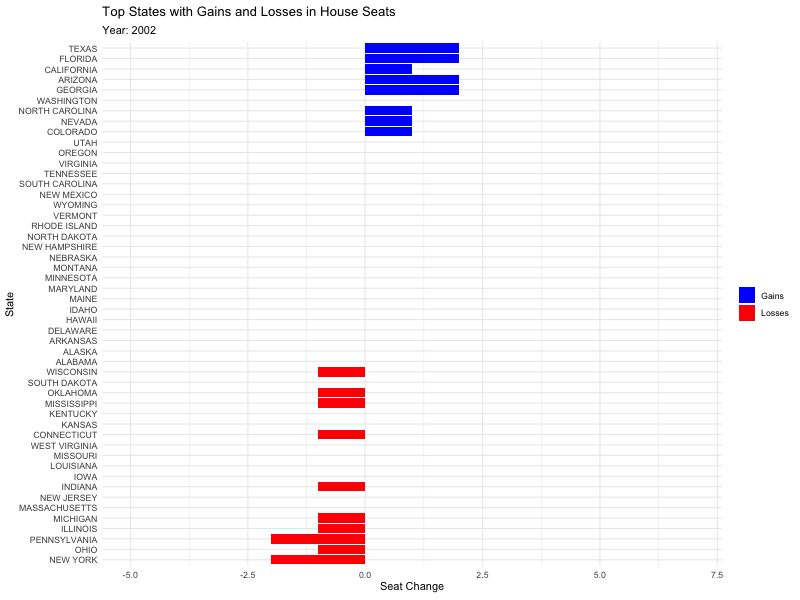 Top States with Gains and Losses in House Seats
Year: 2002
TEXAS
FLORIDA
CALIFORNIA
ARIZONA
GEORGIA
WASHINGTON
NORTH CAROLINA
NEVADA
COLORADO
UTAH
OREGON
VIRGINIA
TENNESSEE
SOUTH CAROLINA
NEW MEXICO
WYOMING
VERMONT
RHODE ISLAND
NORTH DAKOTA
NEW HAMPSHIRE
NEBRASKA
MONTANA
MINNESOTA
MARYLAND
MAINE
IDAHO
HAWAII
DELAWARE
ARKANSAS
ALASKA
ALABAMA
WISCONSIN
SOUTH DAKOTA
OKLAHOMA
MISSISSIPPI
KENTUCKY
KANSAS
CONNECTICUT
WEST VIRGINIA
MISSOURI
LOUISIANA
IOWA
INDIANA
NEW JERSEY
MASSACHUSETTS
MICHIGAN
ILLINOIS
PENNSYLVANIA
OHIO
NEW YORK
State
-5.0 -2.5 0.0 2.5 5.0 7.5
Seat Change
Gains
Losses